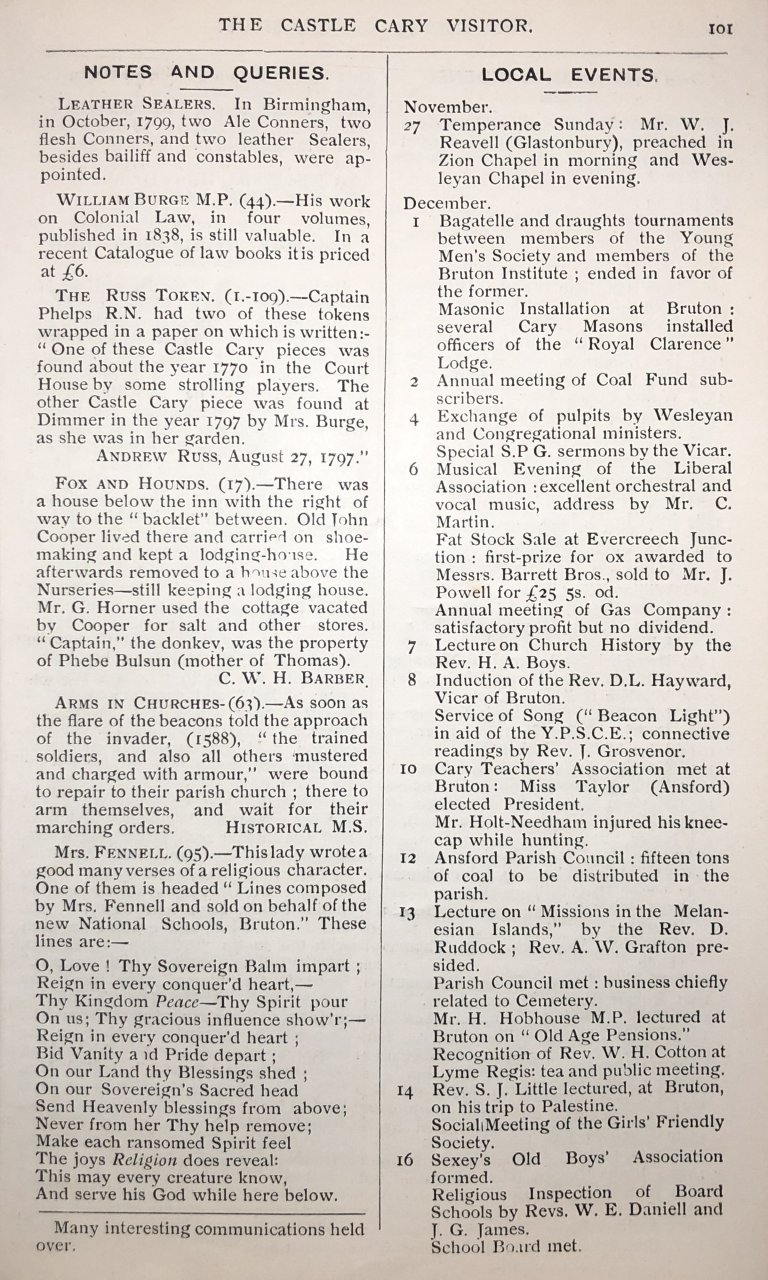 THE CASTLE CARY VISITOR. 101
NOTES AND QUERIES.
LEATHER SEALERS. In Birmingham,
in October, 1799, two Ale Conners, two
flesh Conners, and two leather Sealers,
besides bailiff and constables, were ap-
pointed.
WILLIAM BURGE M.P. (44).—His work
on Colonial Law, in four volumes,
published in 1838, is still valuable. In a
recent Catalogue of law books it is priced
at £6.
THE RUSS TOKEN. (1.-109).—Captain
Phelps R.N. had two of these tokens
wrapped in a paper on which is written:-
“ One of these Castle Cary pieces was
found about the year 1770 in the Court
House by some strolling players. The
other Castle Cary piece was found at
Dimmer in the year 1797 by Mrs. Burge,
as she was in her garden.
ANDREW RUSS, August 27, 1797.”
FOX AND HOUNDS. (17).—There was
a house below the inn with the right of
way to the “ backlet” between. Old John
Cooper lived there and carried on shoe-
making and kept a lodging-house. He
afterwards removed to a house above the
Nurseries—still keeping a lodging house.
Mr. G. Horner used the cottage vacated
by Cooper for salt and other stores.
“ Captain,” the donkey, was the property
of Phebe Bulsun (mother of Thomas).
C. W. H. BARBER.
ARMS IN CHURCHES-(63).—As soon as
the flare of the beacons told the approach
of the invader, (1588), “ the trained
soldiers, and also all others mustered
and charged with armour,” were bound
to repair to their parish church ; there to
arm themselves, and wait for their
marching orders. HISTORICAL M.S.
Mrs. FENNELL. (95).—This lady wrote a
good many verses of a religious character.
One of them is headed “ Lines composed
by Mrs. Fennell and sold on behalf of the
new National Schools, Bruton.” These
lines are:—
O, Love ! Thy Sovereign Balm impart ;
Reign in every conquer'd heart,—
Thy Kingdom Peace—Thy Spirit pour
On us; Thy gracious influence show'r;—
Reign in every conquer'd heart ;
Bid Vanity a id Pride depart ;
On our Land thy Blessings shed ;
On our Sovereign's Sacred head
Send Heavenly blessings from above;
Never from her Thy help remove;
Make each ransomed Spirit feel
The joys Religion does reveal:
This may every creature know,
And serve his God while here below.
Many interesting communications held
over.
LOCAL EVENTS.
November.
27 Temperance Sunday: Mr. W. J.
Reavell (Glastonbury), preached in
Zion Chapel in morning and Wes-
leyan Chapel in evening.
December.
1 Bagatelle and draughts tournaments
between members of the Young
Men's Society and members of the
Bruton Institute ; ended in favor of
the former.
Masonic Installation at Bruton :
several Cary Masons installed
officers of the “ Royal Clarence ”
Lodge.
2 Annual meeting of Coal Fund sub-
scribers.
4 Exchange of pulpits by Wesleyan
and Congregational ministers.
Special S.P G. sermons by the Vicar.
6 Musical Evening of the Liberal
Association : excellent orchestral and
vocal music, address by Mr. C.
Martin.
Fat Stock Sale at Evercreech Junc-
tion : first-prize for ox awarded to
Messrs. Barrett Bros., sold to Mr. J.
Powell for £25 5s. od.
Annual meeting of Gas Company :
satisfactory profit but no dividend.
7 Lecture on Church History by the
Rev. H. A. Boys.
8 Induction of the Rev. D.L. Hayward,
Vicar of Bruton.
Service of Song (“ Beacon Light”)
in aid of the Y.P.S.C.E.; connective
readings by Rev. J. Grosvenor.
10 Cary Teachers' Association met at
Bruton: Miss Taylor (Ansford)
elected President.
Mr. Holt-Needham injured his knee-
cap while hunting.
12 Ansford Parish Council : fifteen tons
of coal to be distributed in the
parish.
13 Lecture on “ Missions in the Melan-
esian Islands,” by the Rev. D.
Ruddock ; Rev. A. W. Grafton pre-
sided.
Parish Council met : business chiefly
related to Cemetery.
Mr. H. Hobhouse M.P. lectured at
Bruton on “ Old Age Pensions.”
Recognition of Rev. W. H. Cotton at
Lyme Regis: tea and public meeting.
14 Rev. S. J. Little lectured, at Bruton,
on his trip to Palestine.
Social Meeting of the Girls' Friendly
Society.
16 Sexey's Old Boys' Association
formed.
Religious Inspection of Board
Schools by Revs. W. E. Daniell and
J. G. James.
School Board met.